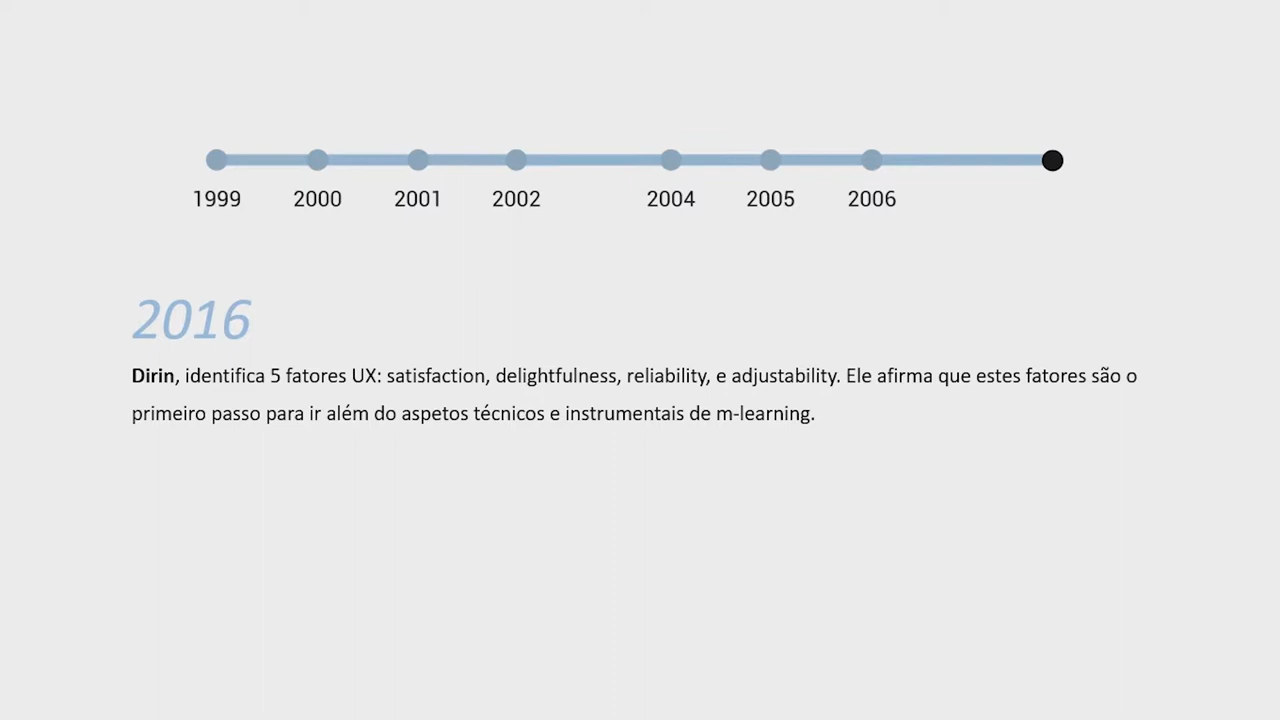 1999 2000 2001 2002 2004 2005 2006
2016
Dirin, identifica 5 fatores UX: satisfaction, delightfulness, reliability, e adjustability. Ele afirma que estes fatores são o
primeiro passo para ir além do aspetos técnicos e instrumentais de m-learning.